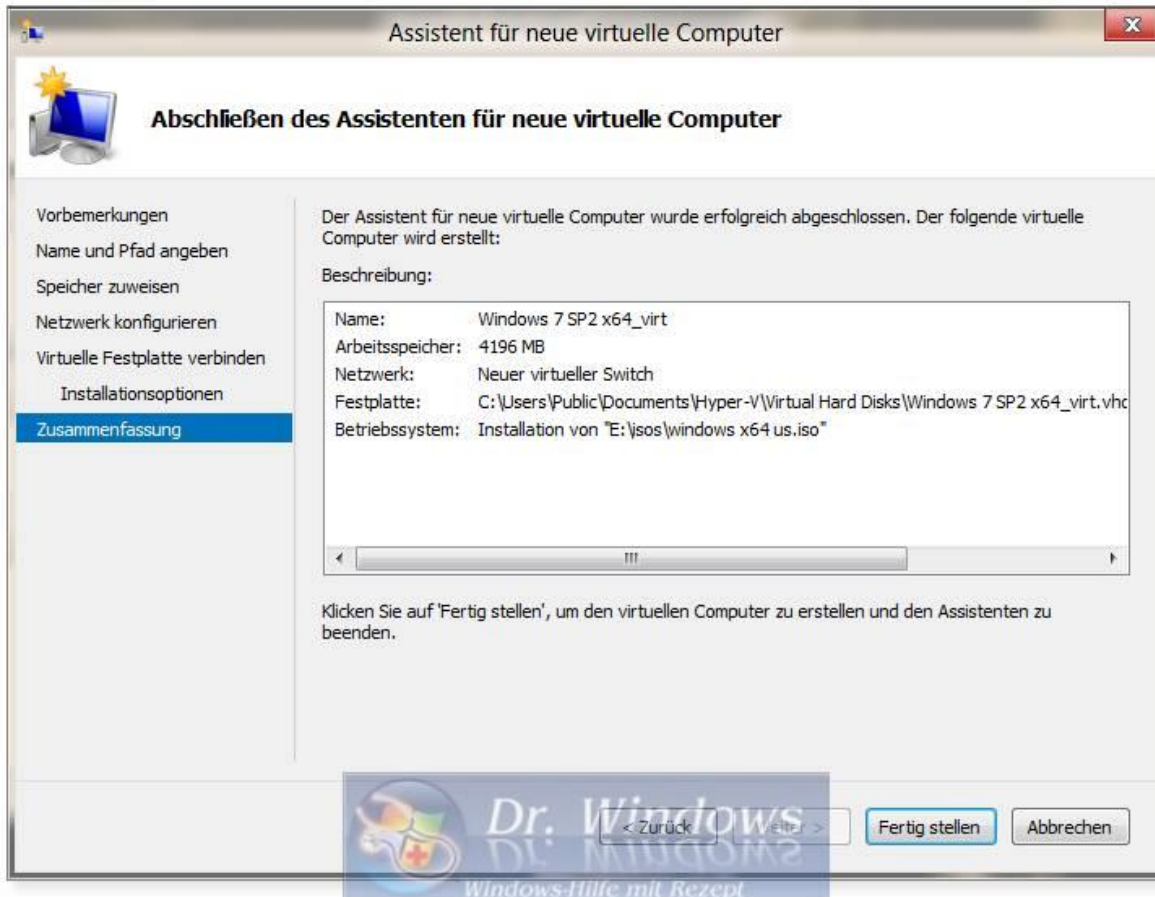 Assistent für neue virtuelle Computer
Abschließen des Assistenten für neue virtuelle Computer
Vorbemerkungen
Name und Pfad angeben
Speicher zuweisen
Netzwerk konfigurieren
Virtuelle Festplatte verbinden
Installationsoptionen
Zusammenfassung
Der Assistent für neue virtuelle Computer wurde erfolgreich abgeschlossen. Der folgende virtuelle
Computer wird erstellt:
Beschreibung:
Name: Windows 7 SP2 x64_virt
Arbeitsspeicher: 4196 MB
Netzwerk: Neuer virtueller Switch
Festplatte: C:\Users\Public\Documents\Hyper-V\Virtual Hard Disks\Windows 7 SP2 x64_virt.vhd
Betriebssystem: Installation von "E:\isos\windows x64 us.iso"
Klicken Sie auf 'Fertig stellen', um den virtuellen Computer zu erstellen und den Assistenten zu
beenden.
Dr. Windows
< Zurück
Weiter >
Fertig stellen
Abbrechen
Windows-Hilfe mit Rezept